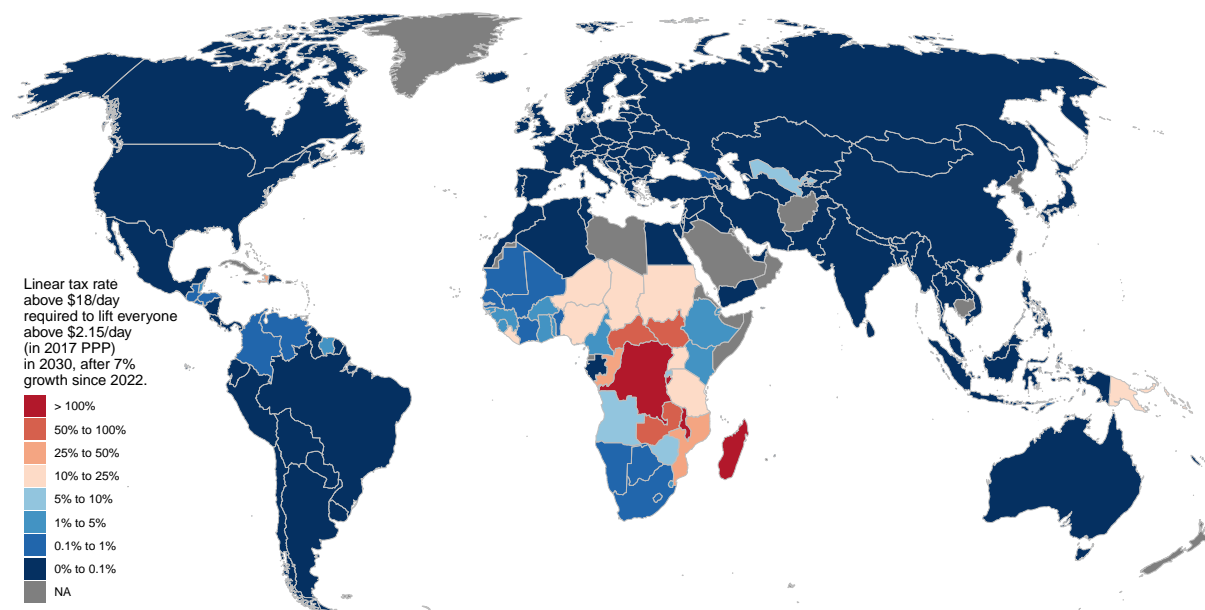 Linear tax rate
above $18/day
required to lift everyone
above $2.15/day
(in 2017 PPP)
in 2030, after 7%
growth since 2022.
> 100%
50% to 100%
25% to 50%
10% to 25%
5% to 10%
1% to 5%
0.1% to 1%
0% to 0.1%
NA